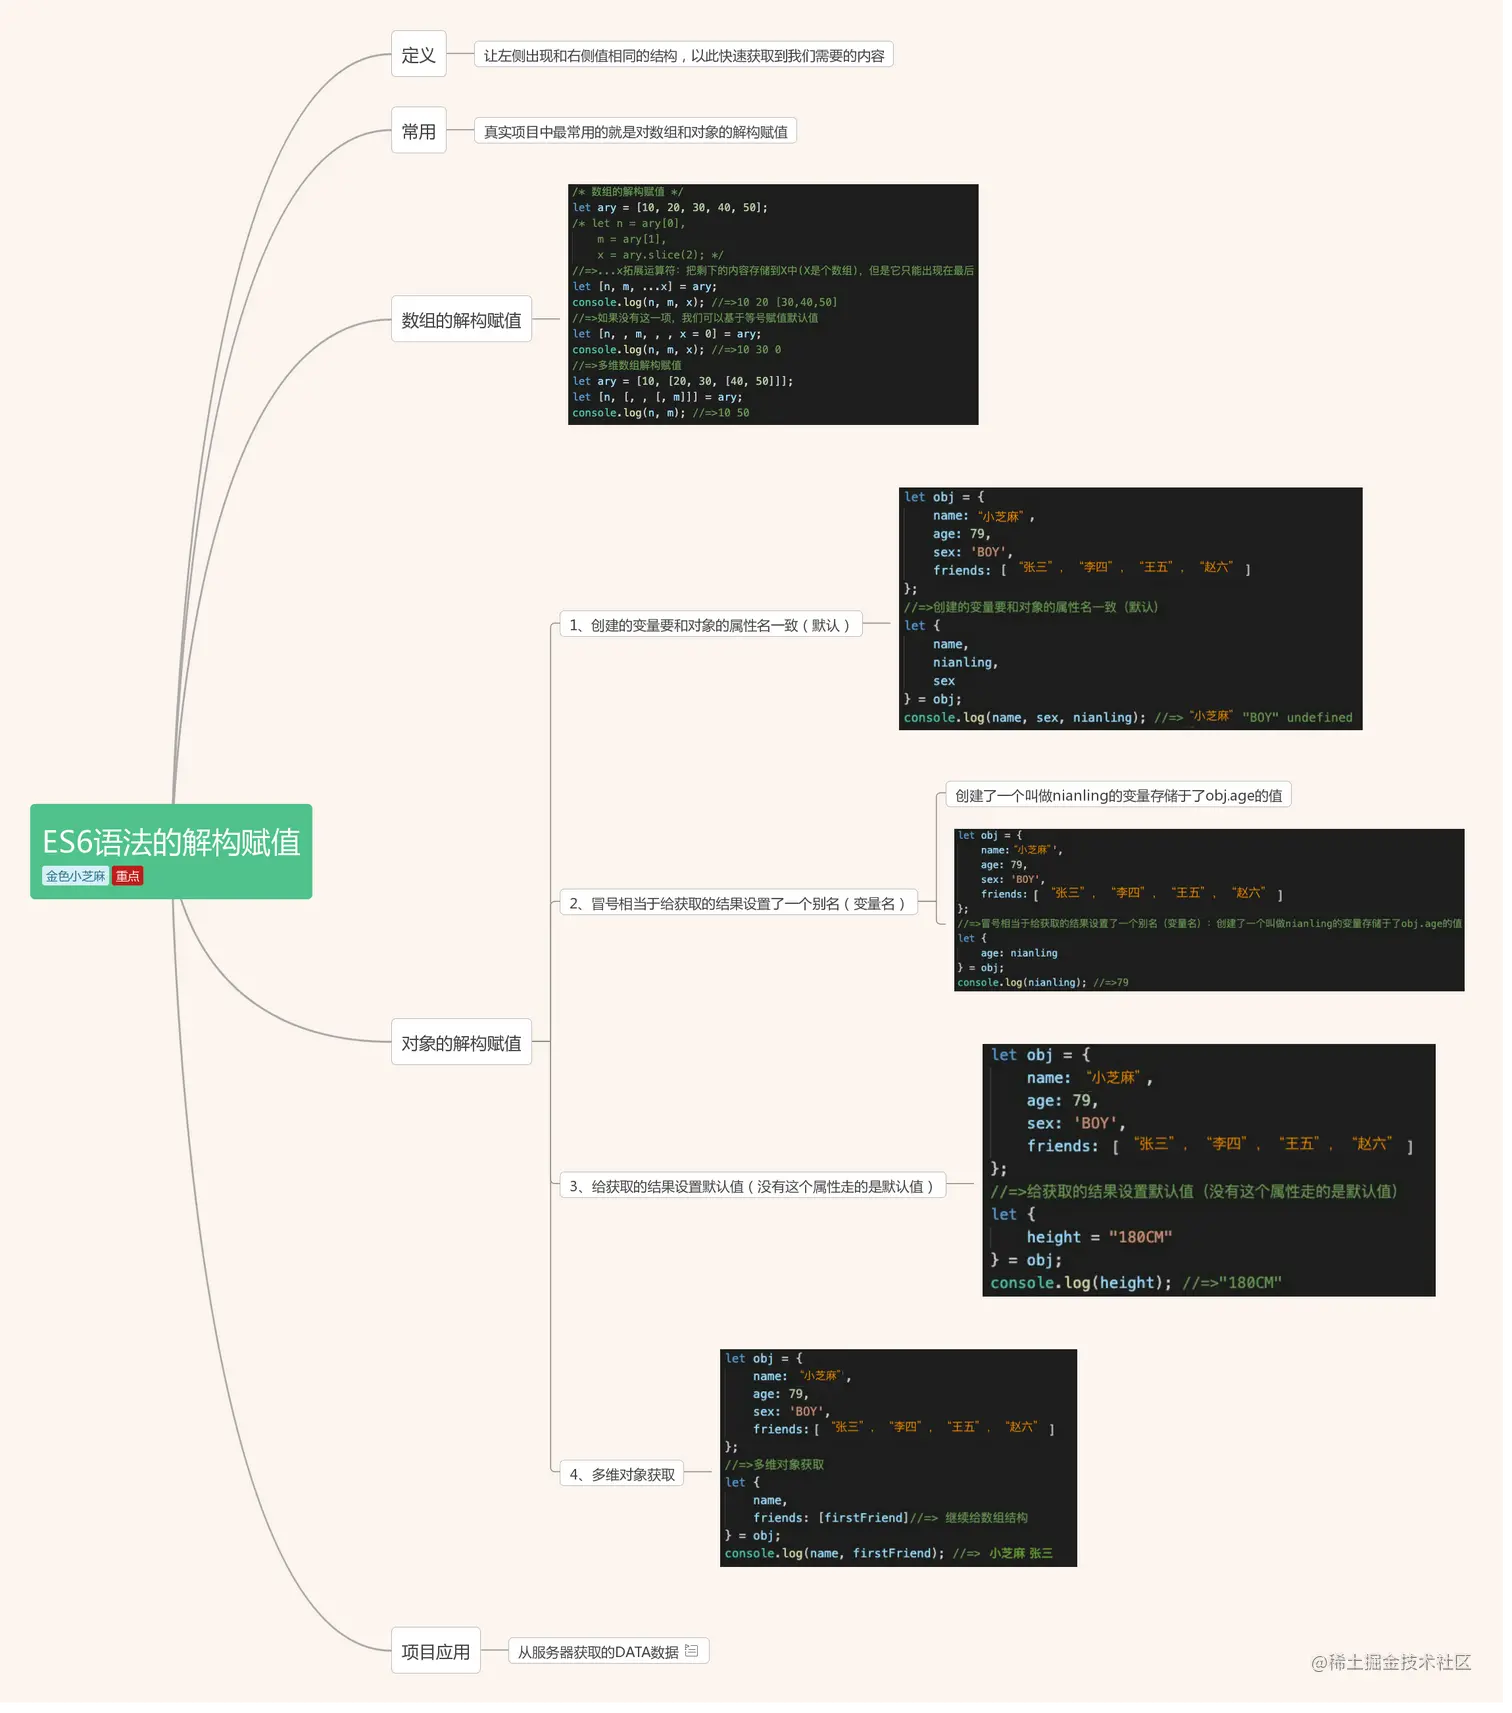 定义
让左侧出现和右侧值相同的结构，以此快速获取到我们需要的内容
常用
真实项目中最常用的就是对数组和对象的解构赋值
数组的解构赋值
/* 数组的解构赋值 */
let ary = [10, 20, 30, 40, 50];
/* let n = ary[0],
m = ary[1],
x = ary.slice(2); */
//=>...x拓展运算符：把剩下的内容存储到X中(X是个数组)，但是它只能出现在最后
let [n, m, ...x] = ary;
console.log(n, m, x); //=>10 20 [30,40,50]
//=>如果没有这一项，我们可以基于等号赋值默认值
let [n, , m, , , x = 0] = ary;
console.log(n, m, x); //=>10 30 0
//=>多维数组解构赋值
let ary = [10, [20, 30, [40, 50]]];
let [n, [, , [, m]]] = ary;
console.log(n, m); //=>10 50
ES6语法的解构赋值
金色小芝麻 重点
对象的解构赋值
1、创建的变量要和对象的属性名一致（默认）
let obj = {
name: “小芝麻”,
age: 79,
sex: 'BOY',
friends: [ “张三”, “李四”, “王五”, “赵六” ]
};
//=>创建的变量要和对象的属性名一致（默认）
let {
name,
nianling,
sex
} = obj;
console.log(name, sex, nianling); //=> “小芝麻” "BOY" undefined
2、冒号相当于给获取的结果设置了一个别名（变量名）
创建了一个叫做nianling的变量存储于了obj.age的值
let obj = {
name: “小芝麻”',
age: 79,
sex: 'BOY',
friends: [ “张三”, “李四”, “王五”, “赵六” ]
};
//=>冒号相当于给获取的结果设置了一个别名（变量名）：创建了一个叫做nianling的变量存储于了obj.age的值
let {
age: nianling
} = obj;
console.log(nianling); //=>79
3、给获取的结果设置默认值（没有这个属性走的是默认值）
let obj = {
name: “小芝麻”,
age: 79,
sex: 'BOY',
friends: [ “张三”, “李四”, “王五”, “赵六” ]
};
//=>给获取的结果设置默认值（没有这个属性走的是默认值）
let {
height = "180CM"
} = obj;
console.log(height); //=>"180CM"
4、多维对象获取
let obj = {
name: “小芝麻”',
age: 79,
sex: 'BOY',
friends: [ “张三”, “李四”, “王五”, “赵六” ]
};
//=>多维对象获取
let {
name,
friends: [firstFriend]//=> 继续给数组结构
} = obj;
console.log(name, firstFriend); //=> 小芝麻 张三
项目应用
从服务器获取的DATA数据
@稀土掘金技术社区